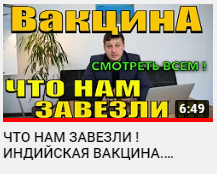 ВАКЦИНА
СМОТРЕТЬ ВСЕМ !
ЧТО НАМ
ЗАВЕЗЛИ
6:49
ЧТО НАМ ЗАВЕЗЛИ !
ИНДИЙСКАЯ ВАКЦИНА....